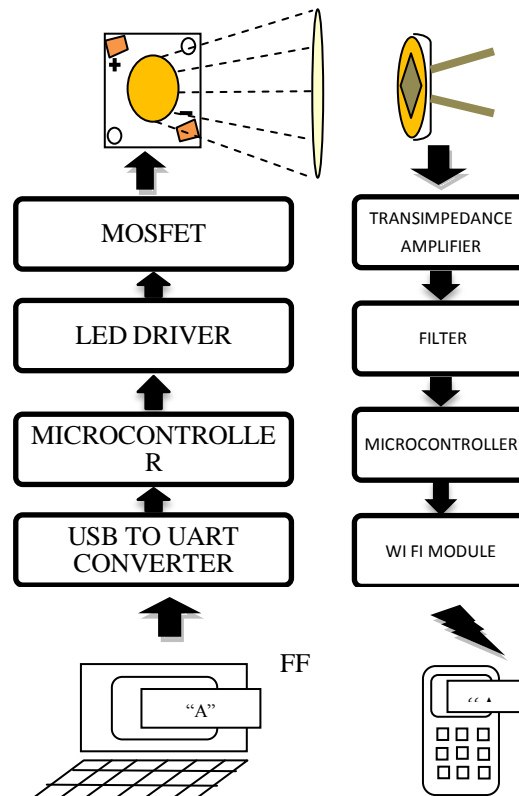 +
-
MOSFET
LED DRIVER
MICROCONTROLLE
R
USB TO UART
CONVERTER
FF
“A”
TRANSIMPEDANCE
AMPLIFIER
FILTER
MICROCONTROLLER
WI FI MODULE